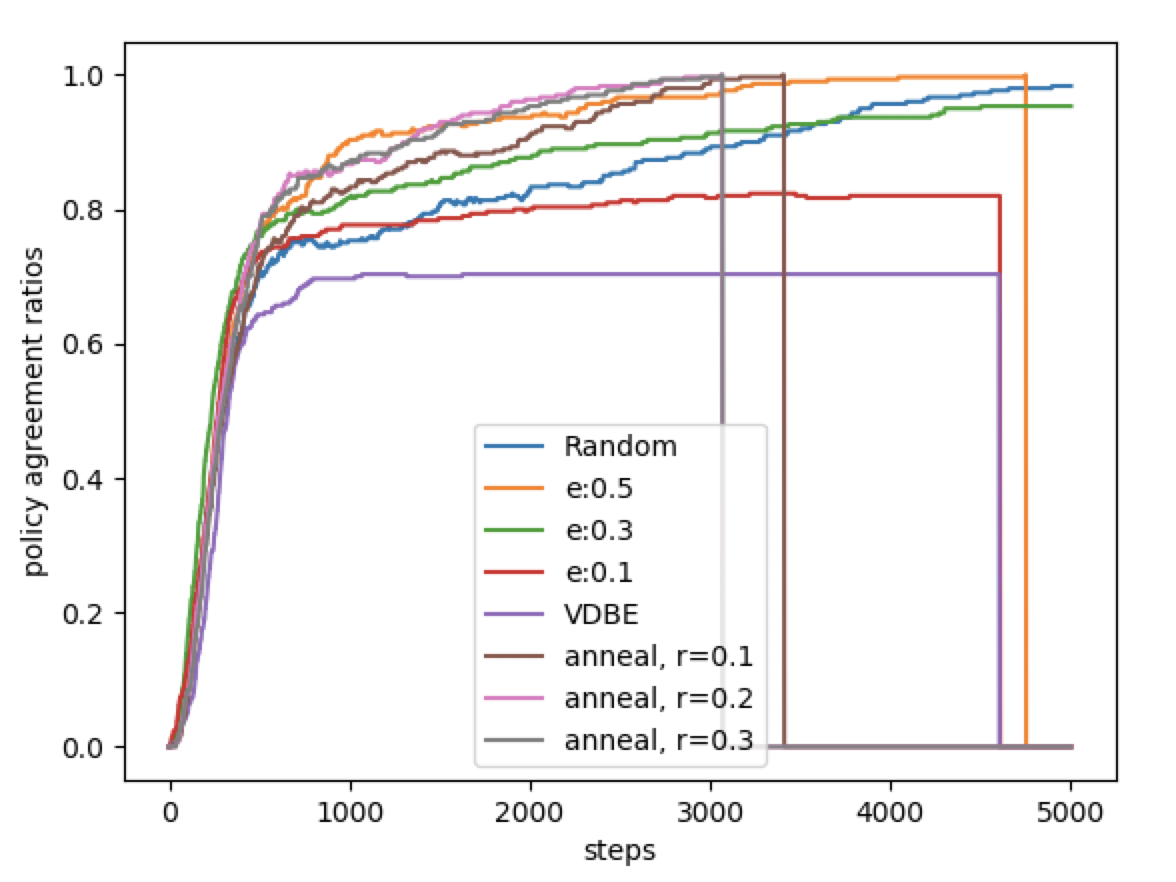 policy agreement ratios
1.0
0.8
0.6
0.4
0.2
0.0
Random
e:0.5
e:0.3
e:0.1
VDBE
anneal, r=0.1
anneal, r=0.2
anneal, r=0.3
0 1000 2000 3000 4000 5000
steps